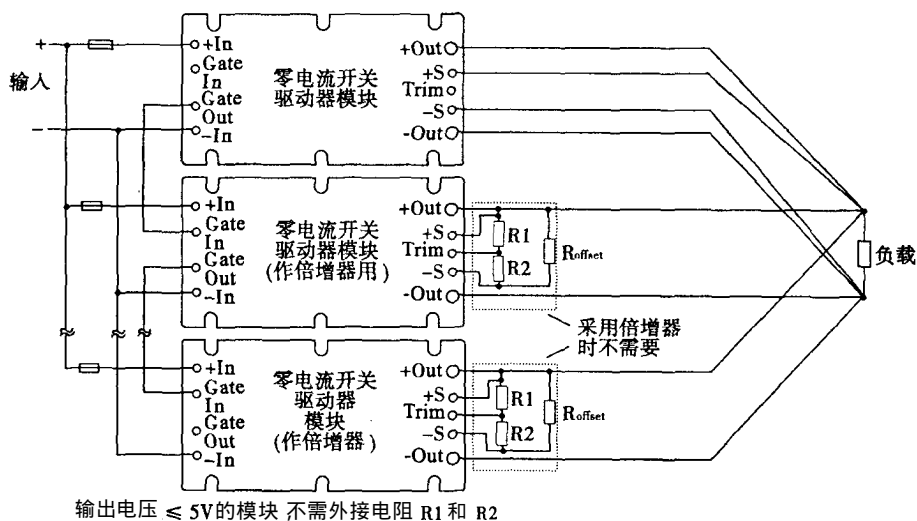 +
输入
−
+In
Gate
In
Gate
Out
−In
零电流开关
驱动器模块
+Out
+S
Trim
−S
-Out
+In
Gate
In
Gate
Out
−In
零电流开关
驱动器模块
(作倍增器用)
+Out
+S
Trim
−S
-Out
R1
R2
Roffset
负载
采用倍增器
时不需要
+In
Gate
In
Gate
Out
−In
零电流开关
驱动器
模块
(作倍增器)
+Out
+S
Trim
−S
-Out
R1
R2
Roffset
输出电压 ≤ 5V的模块 不需外接电阻 R1 和 R2